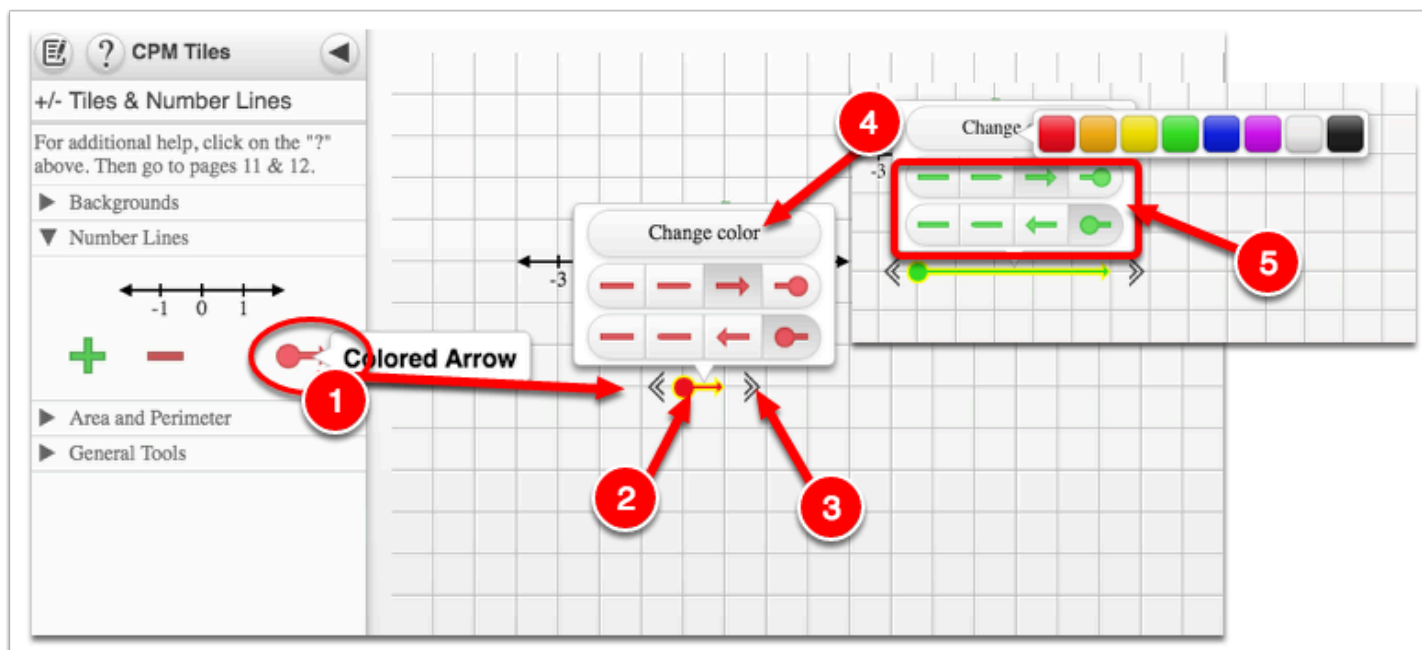 ? CPM Tiles
+/- Tiles & Number Lines
For additional help, click on the "?"
above. Then go to pages 11 & 12.
Backgrounds
Number Lines
-1 0 1
Colored Arrow
1
Area and Perimeter
General Tools
-3
Change color
2
3
4
Change
-3
5